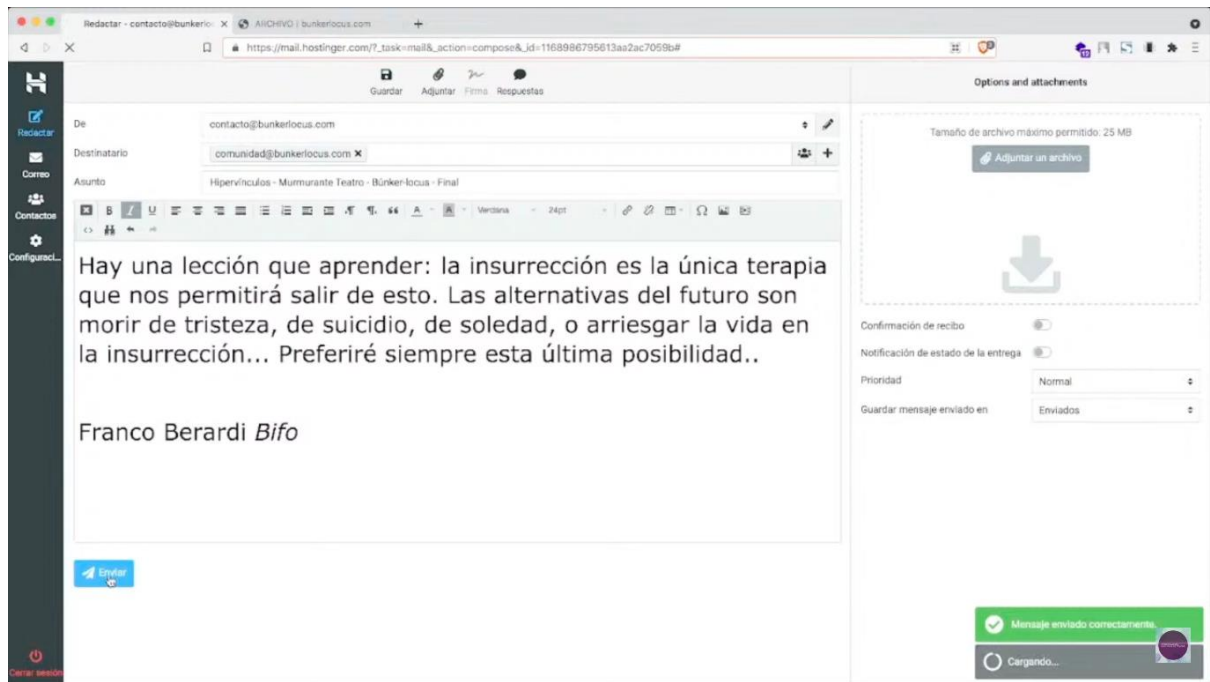 Redactar - contacto@bunkerloc
ARCHIVO | bunkerlocus.com
https://mail.hostinger.com/?_task=mail&_action=compose&_id=1168986795613aa2ac7059b#
Guardar Adjuntar Firma Respuestas
Options and attachments
Redactar
Correo
Contactos
Configuraci...
Cerrar sesión
De contacto@bunkerlocus.com
Destinatario comunidad@bunkerlocus.com
Asunto Hipervínculos - Murmurante Teatro - Búnker-locus - Final
Verdana 24pt
Hay una lección que aprender: la insurrección es la única terapia
que nos permitirá salir de esto. Las alternativas del futuro son
morir de tristeza, de suicidio, de soledad, o arriesgar la vida en
la insurrección... Preferiré siempre esta última posibilidad..
Franco Berardi Bifo
Enviar
Tamaño de archivo máximo permitido: 25 MB
Adjuntar un archivo
Confirmación de recibo
Notificación de estado de la entrega
Prioridad Normal
Guardar mensaje enviado en Enviados
Mensaje enviado correctamente.
Cargando...